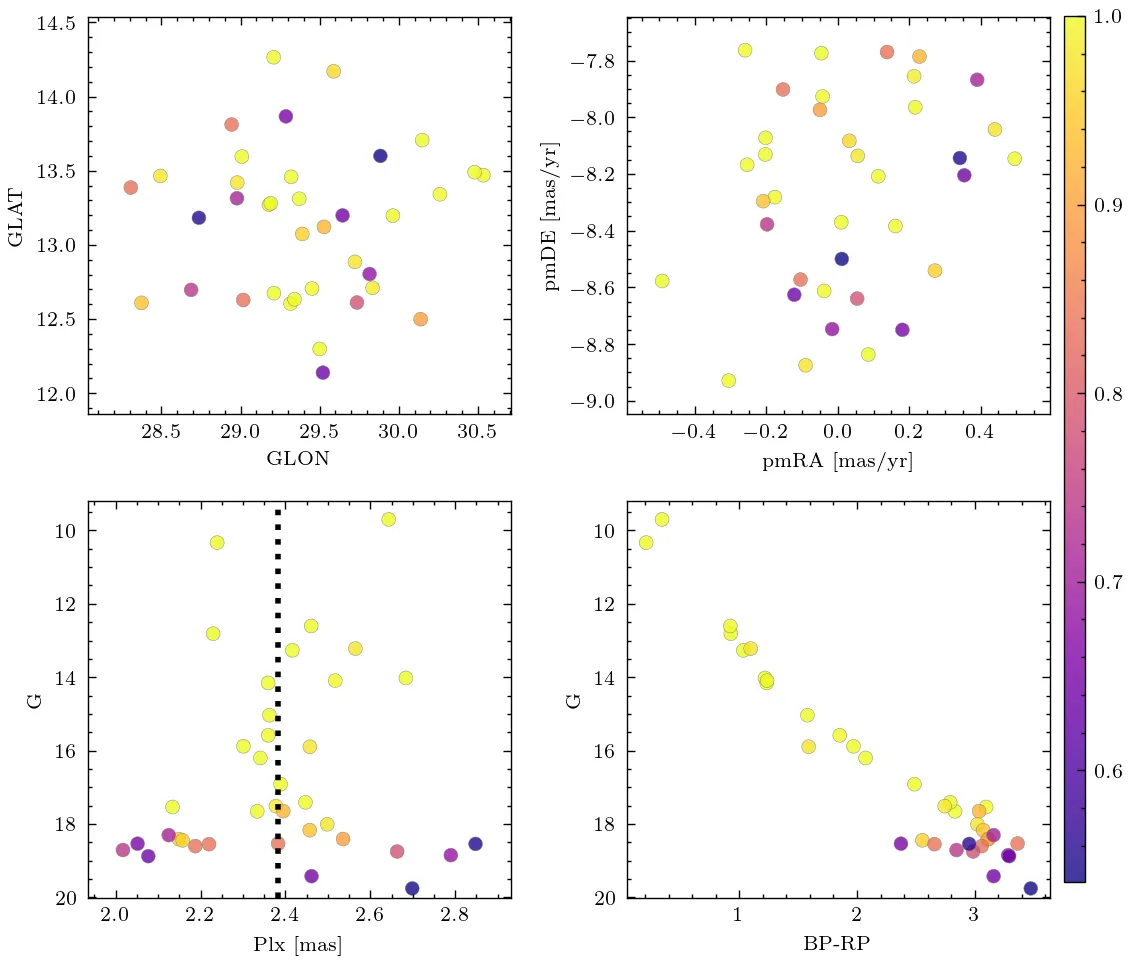 14.5
14.0
13.5
13.0
12.5
12.0
GLAT
28.5 29.0 29.5 30.0 30.5
GLON
−7.8
−8.0
−8.2
−8.4
−8.6
−8.8
−9.0
pmDE [mas/yr]
−0.4 −0.2 0.0 0.2 0.4
pmRA [mas/yr]
1.0
0.9
0.8
0.7
0.6
10
12
14
16
18
20
G
2.0 2.2 2.4 2.6 2.8
Plx [mas]
10
12
14
16
18
20
G
1 2 3
BP-RP